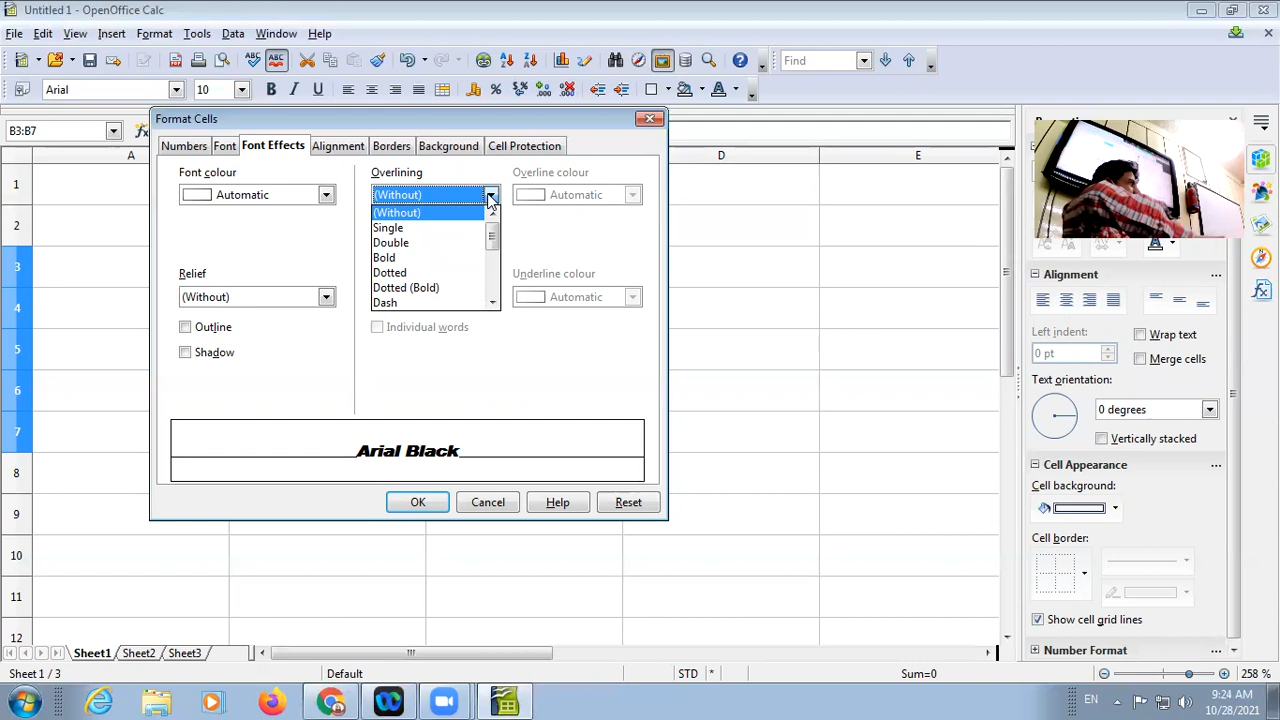 Untitled 1 - OpenOffice Calc
File Edit View Insert Format Tools Data Window Help
Find
Arial 10
B3:B7
Format Cells
Numbers Font Font Effects Alignment Borders Background Cell Protection
Font colour
Automatic
Overlining
(Without)
Overline colour
Automatic
(Without)
Single
Double
Bold
Dotted
Dotted (Bold)
Dash
Relief
(Without)
Underline colour
Automatic
Outline
Shadow
Individual words
Arial Black
OK Cancel Help Reset
A D E
1
2
3
4
5
6
7
8
9
10
11
12
Alignment
Left indent:
0 pt
Wrap text
Merge cells
Text orientation:
0 degrees
Vertically stacked
Cell Appearance
Cell background:
Cell border:
Show cell grid lines
Number Format
Sheet1 Sheet2 Sheet3
Sheet 1 / 3 Default STD * Sum=0 258 %
EN
9:24 AM
10/28/2021